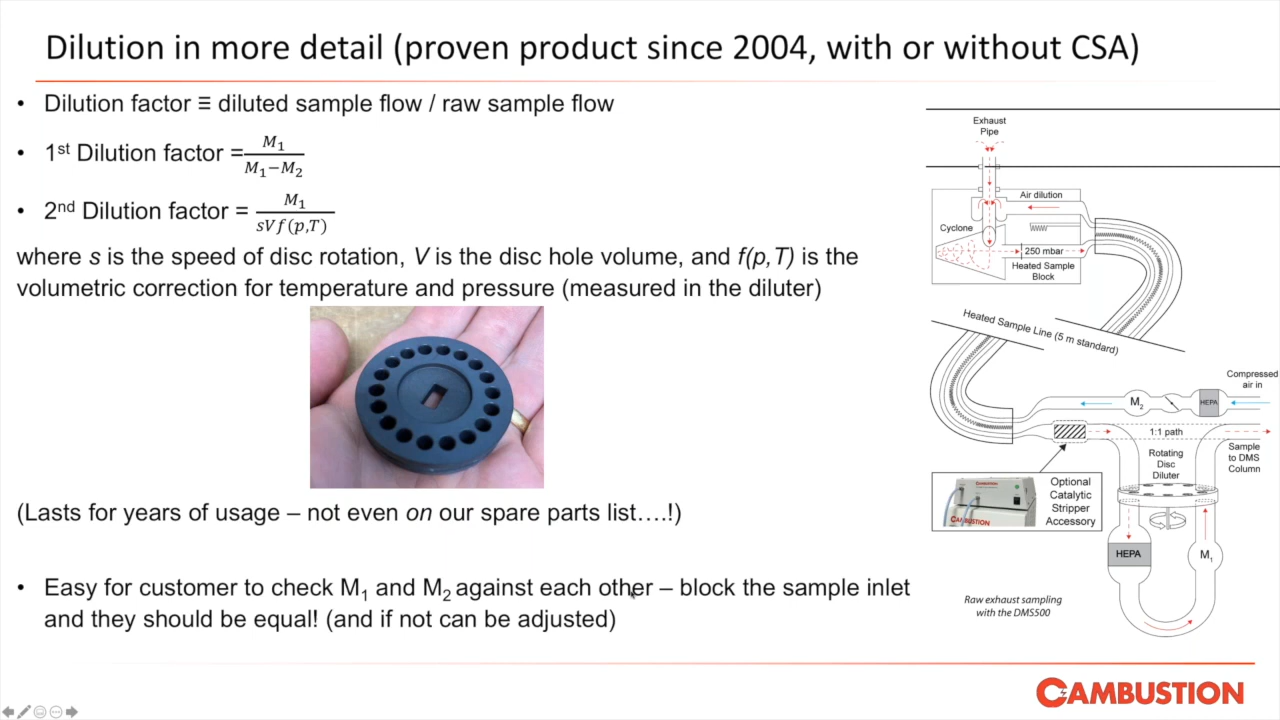 Dilution in more detail (proven product since 2004, with or without CSA)
• Dilution factor ≡ diluted sample flow / raw sample flow
• 1st Dilution factor = M₁ / (M₁−M₂)
• 2nd Dilution factor = M₁ / (sVf(p,T))
where s is the speed of disc rotation, V is the disc hole volume, and f(p,T) is the
volumetric correction for temperature and pressure (measured in the diluter)
(Lasts for years of usage – not even on our spare parts list….!)
• Easy for customer to check M₁ and M₂ against each other – block the sample inlet
and they should be equal! (and if not can be adjusted)
Exhaust
Pipe
Air dilution
Cyclone
250 mbar
Heated Sample
Block
Heated Sample Line (5 m standard)
Compressed
air in
M₂
HEPA
1:1 path
Sample
to DMS
Column
Rotating
Disc
Diluter
Optional
Catalytic
Stripper
Accessory
CAMBUSTION
CAMBUSTION
HEPA
M₁
Raw exhaust sampling
with the DMS500
CAMBUSTION